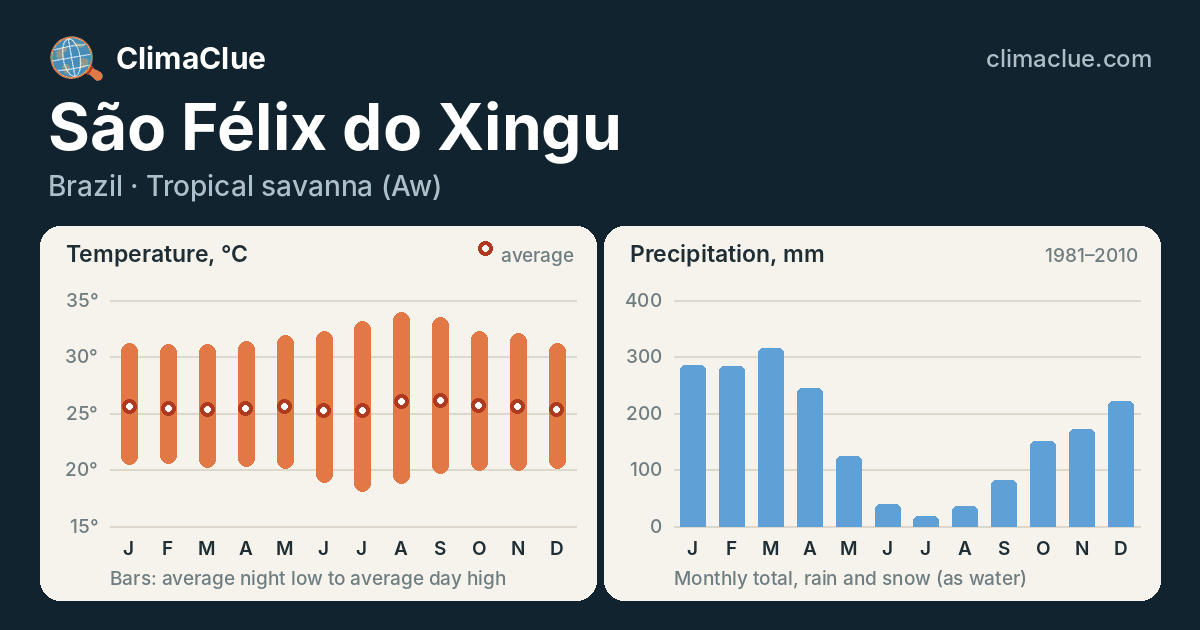 ClimaClue
climaclue.com
São Félix do Xingu
Brazil · Tropical savanna (Aw)
Temperature, °C
average
35°
30°
25°
20°
15°
J F M A M J J A S O N D
Bars: average night low to average day high
Precipitation, mm
1981–2010
400
300
200
100
0
J F M A M J J A S O N D
Monthly total, rain and snow (as water)